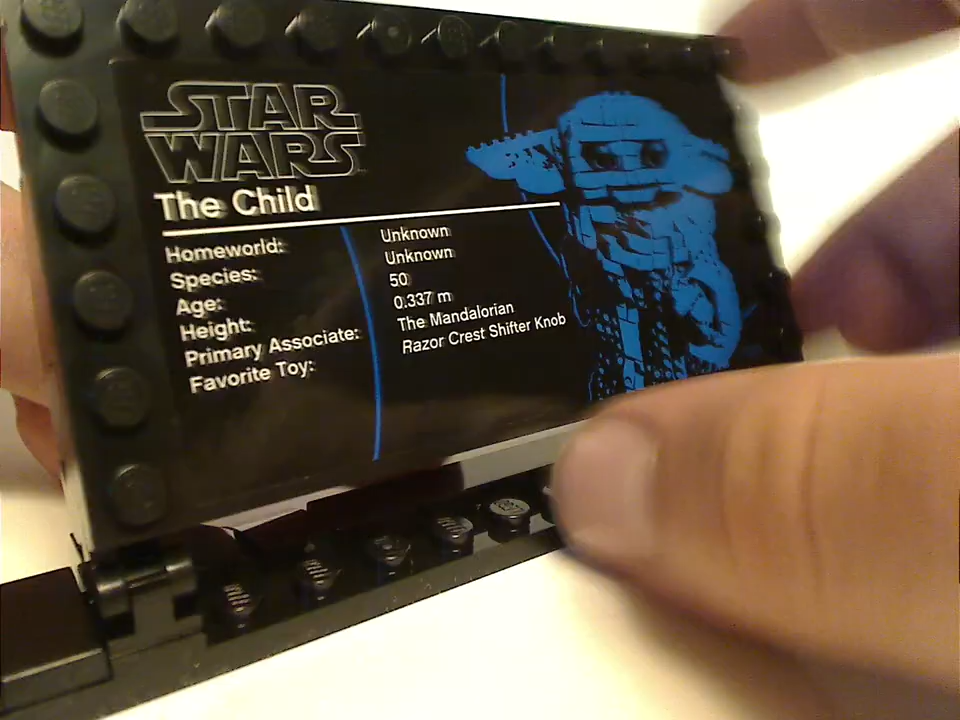 STAR
WARS
The Child
Homeworld: Unknown
Species: Unknown
Age: 50
Height: 0.337 m
Primary Associate: The Mandalorian
Favorite Toy: Razor Crest Shifter Knob